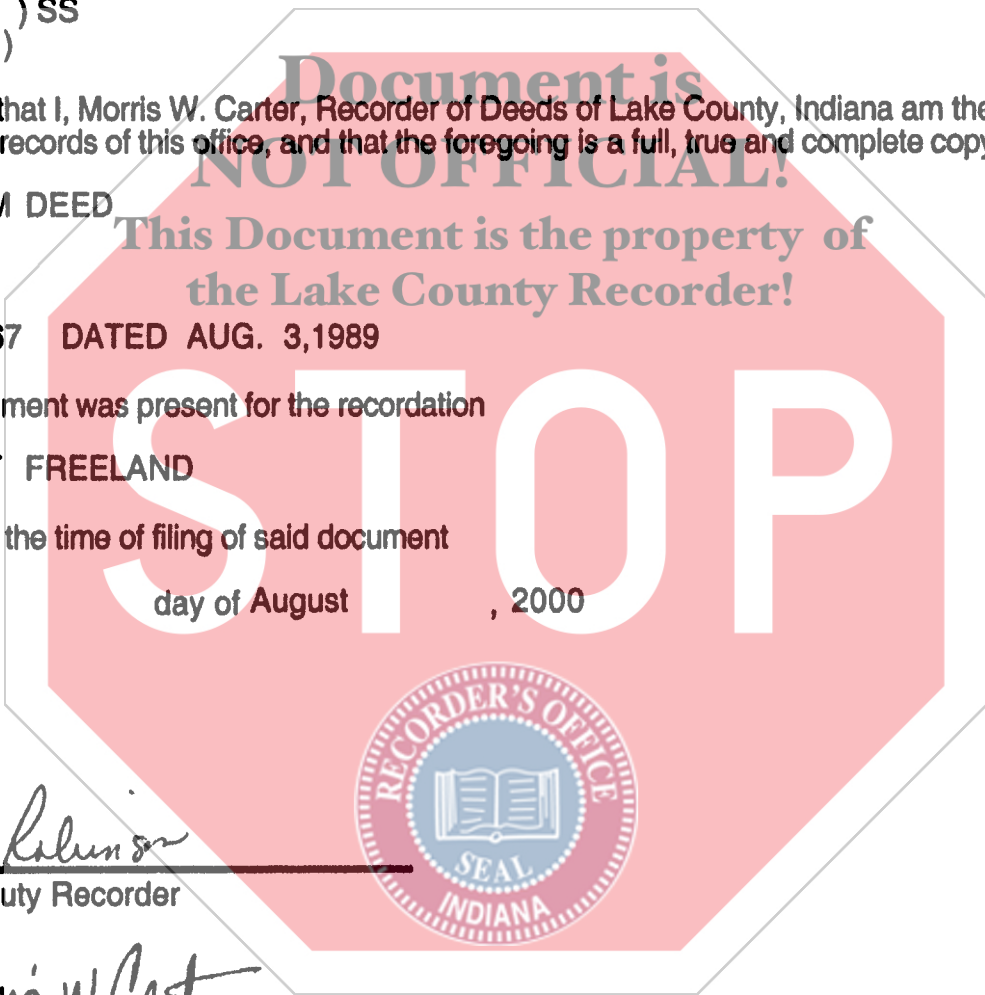 ) SS
)
Document is
that I, Morris W. Carter, Recorder of Deeds of Lake County, Indiana am the
records of this office, and that the foregoing is a full, true and complete copy
NOT OFFICIAL!
M DEED
This Document is the property of
the Lake County Recorder!
67 DATED AUG. 3,1989
ment was present for the recordation
FREELAND
the time of filing of said document
day of August , 2000
STOP
RECORDER'S OFFICE
SEAL
INDIANA
Robinson
uty Recorder
W Cart